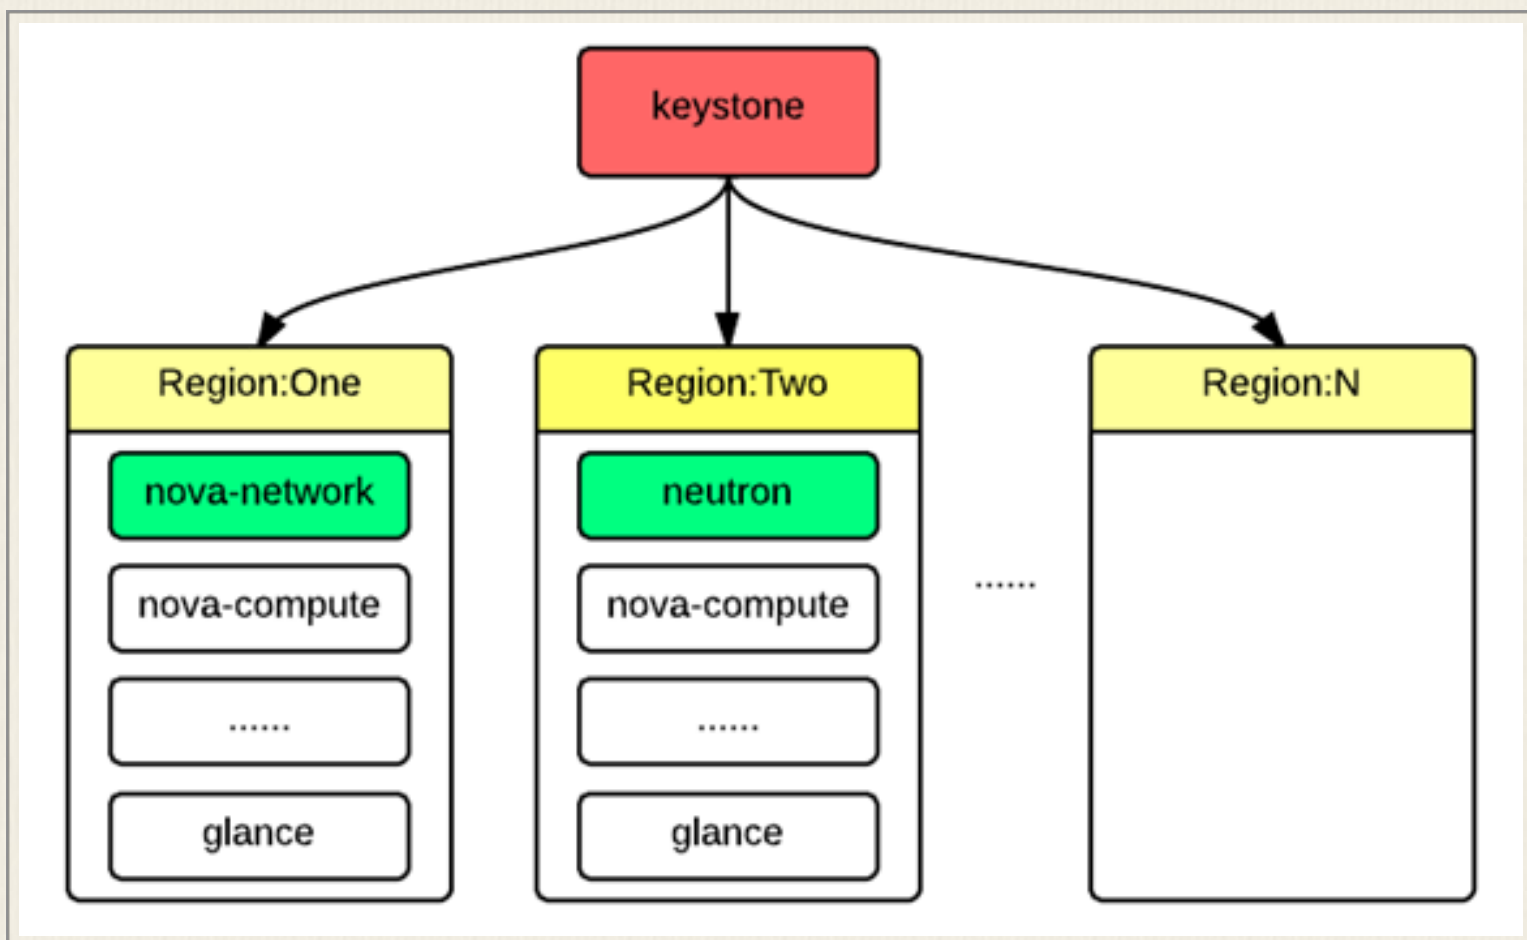 keystone
Region:One
Region:Two
Region:N
nova-network
neutron
nova-compute
nova-compute
......
......
......
glance
glance